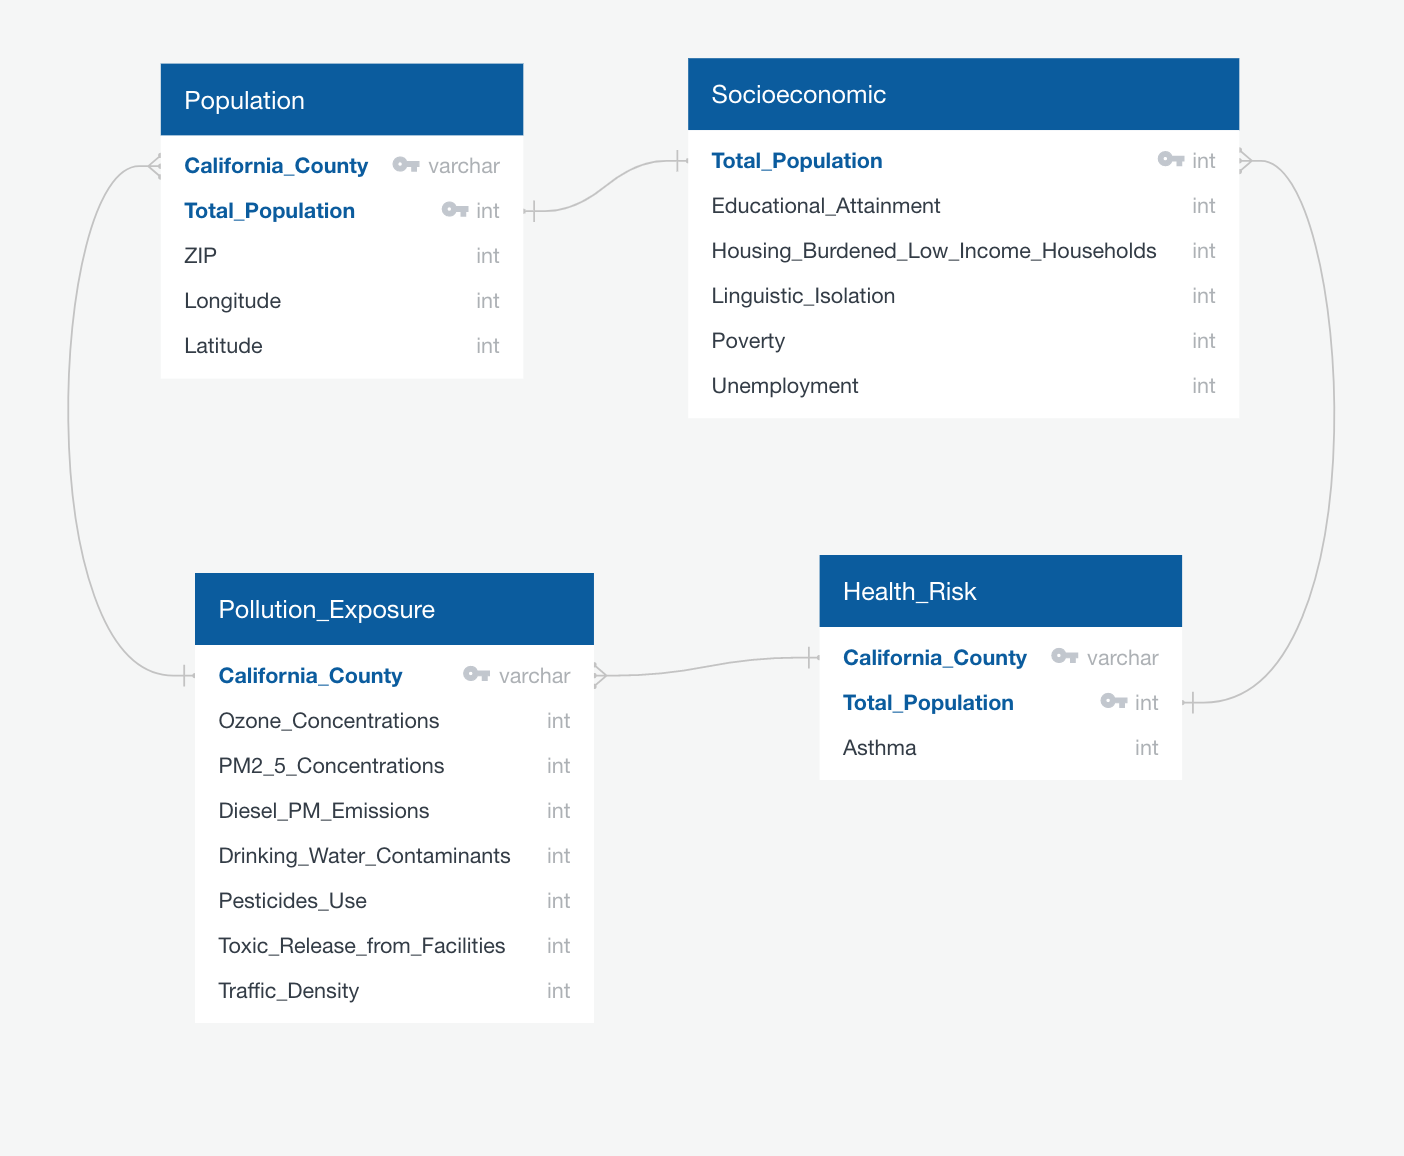 Population
California_County varchar
Total_Population int
ZIP int
Longitude int
Latitude int
Socioeconomic
Total_Population int
Educational_Attainment int
Housing_Burdened_Low_Income_Households int
Linguistic_Isolation int
Poverty int
Unemployment int
Pollution_Exposure
California_County varchar
Ozone_Concentrations int
PM2_5_Concentrations int
Diesel_PM_Emissions int
Drinking_Water_Contaminants int
Pesticides_Use int
Toxic_Release_from_Facilities int
Traffic_Density int
Health_Risk
California_County varchar
Total_Population int
Asthma int